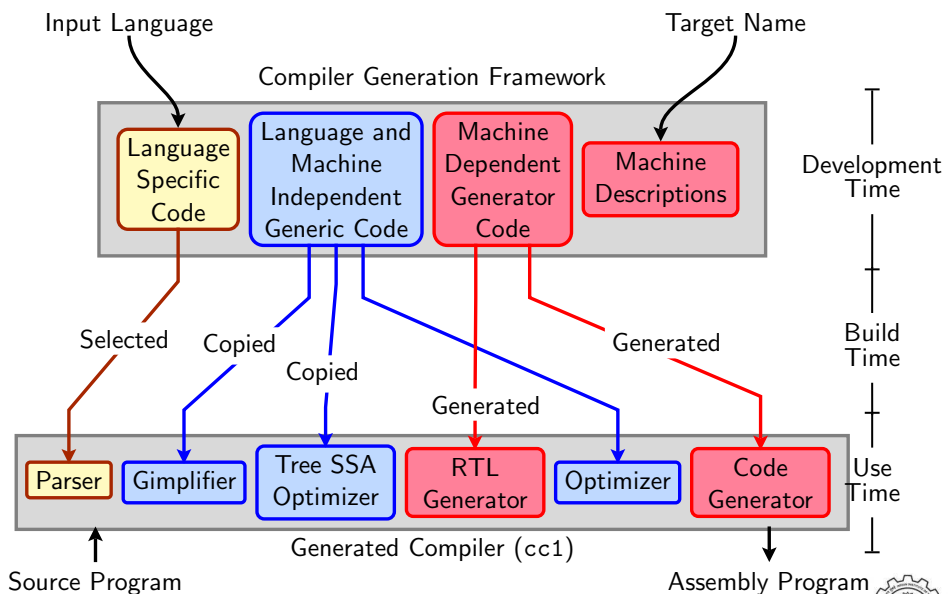 Input Language
Target Name
Compiler Generation Framework
Language
Specific
Code
Language and
Machine
Independent
Generic Code
Machine
Dependent
Generator
Code
Machine
Descriptions
Development
Time
Selected
Copied
Copied
Generated
Generated
Build
Time
Parser
Gimplifier
Tree SSA
Optimizer
RTL
Generator
Optimizer
Code
Generator
Use
Time
Generated Compiler (cc1)
Source Program
Assembly Program